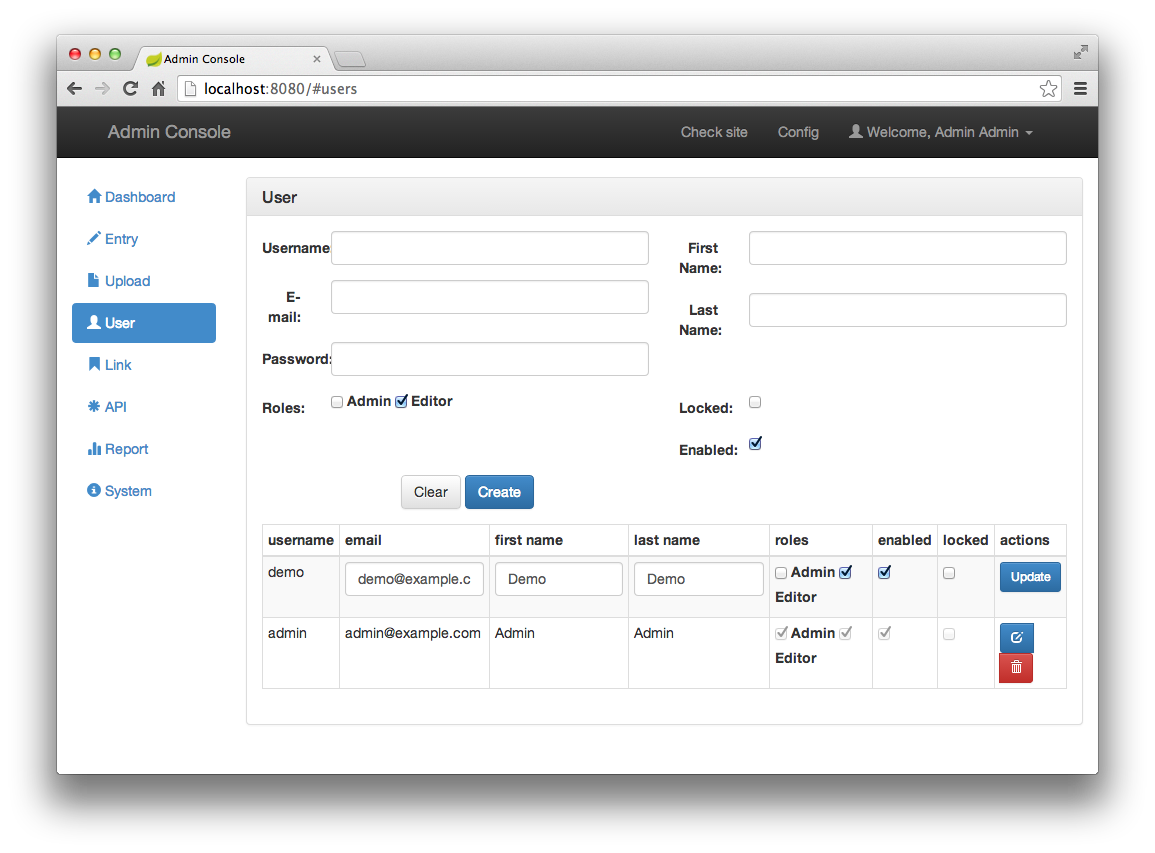 Admin Console
localhost:8080/#users
Admin Console Check site Config Welcome, Admin Admin
Dashboard
Entry
Upload
User
Link
API
Report
System
User
Username:
First
Name:
E-
mail:
Last
Name:
Password:
Roles: Admin Editor Locked:
Enabled:
Clear Create
username email first name last name roles enabled locked actions
demo demo@example.c Demo Demo Admin Update
Editor
admin admin@example.com Admin Admin Admin
Editor